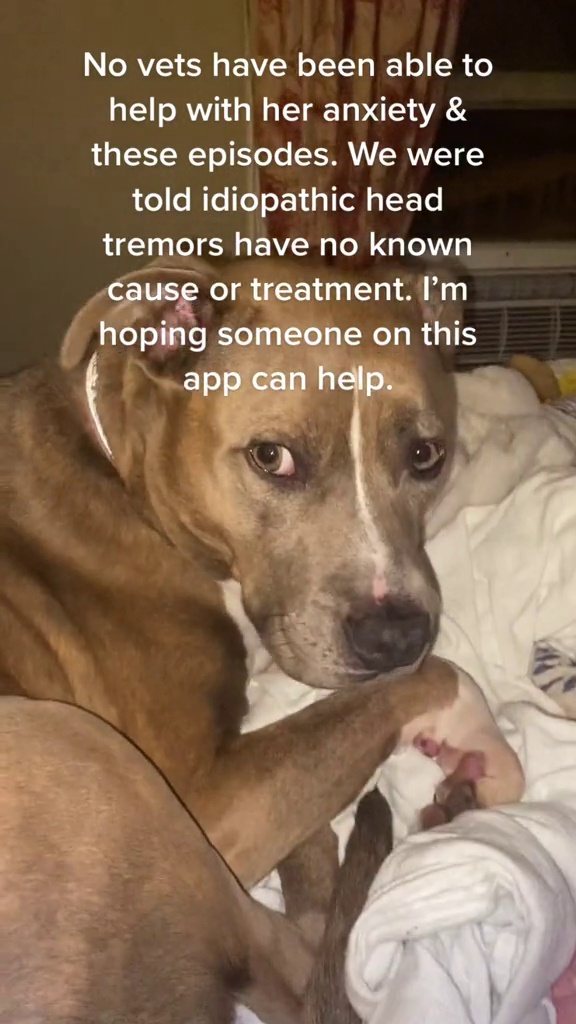 No vets have been able to
help with her anxiety &
these episodes. We were
told idiopathic head
tremors have no known
cause or treatment. I’m
hoping someone on this
app can help.